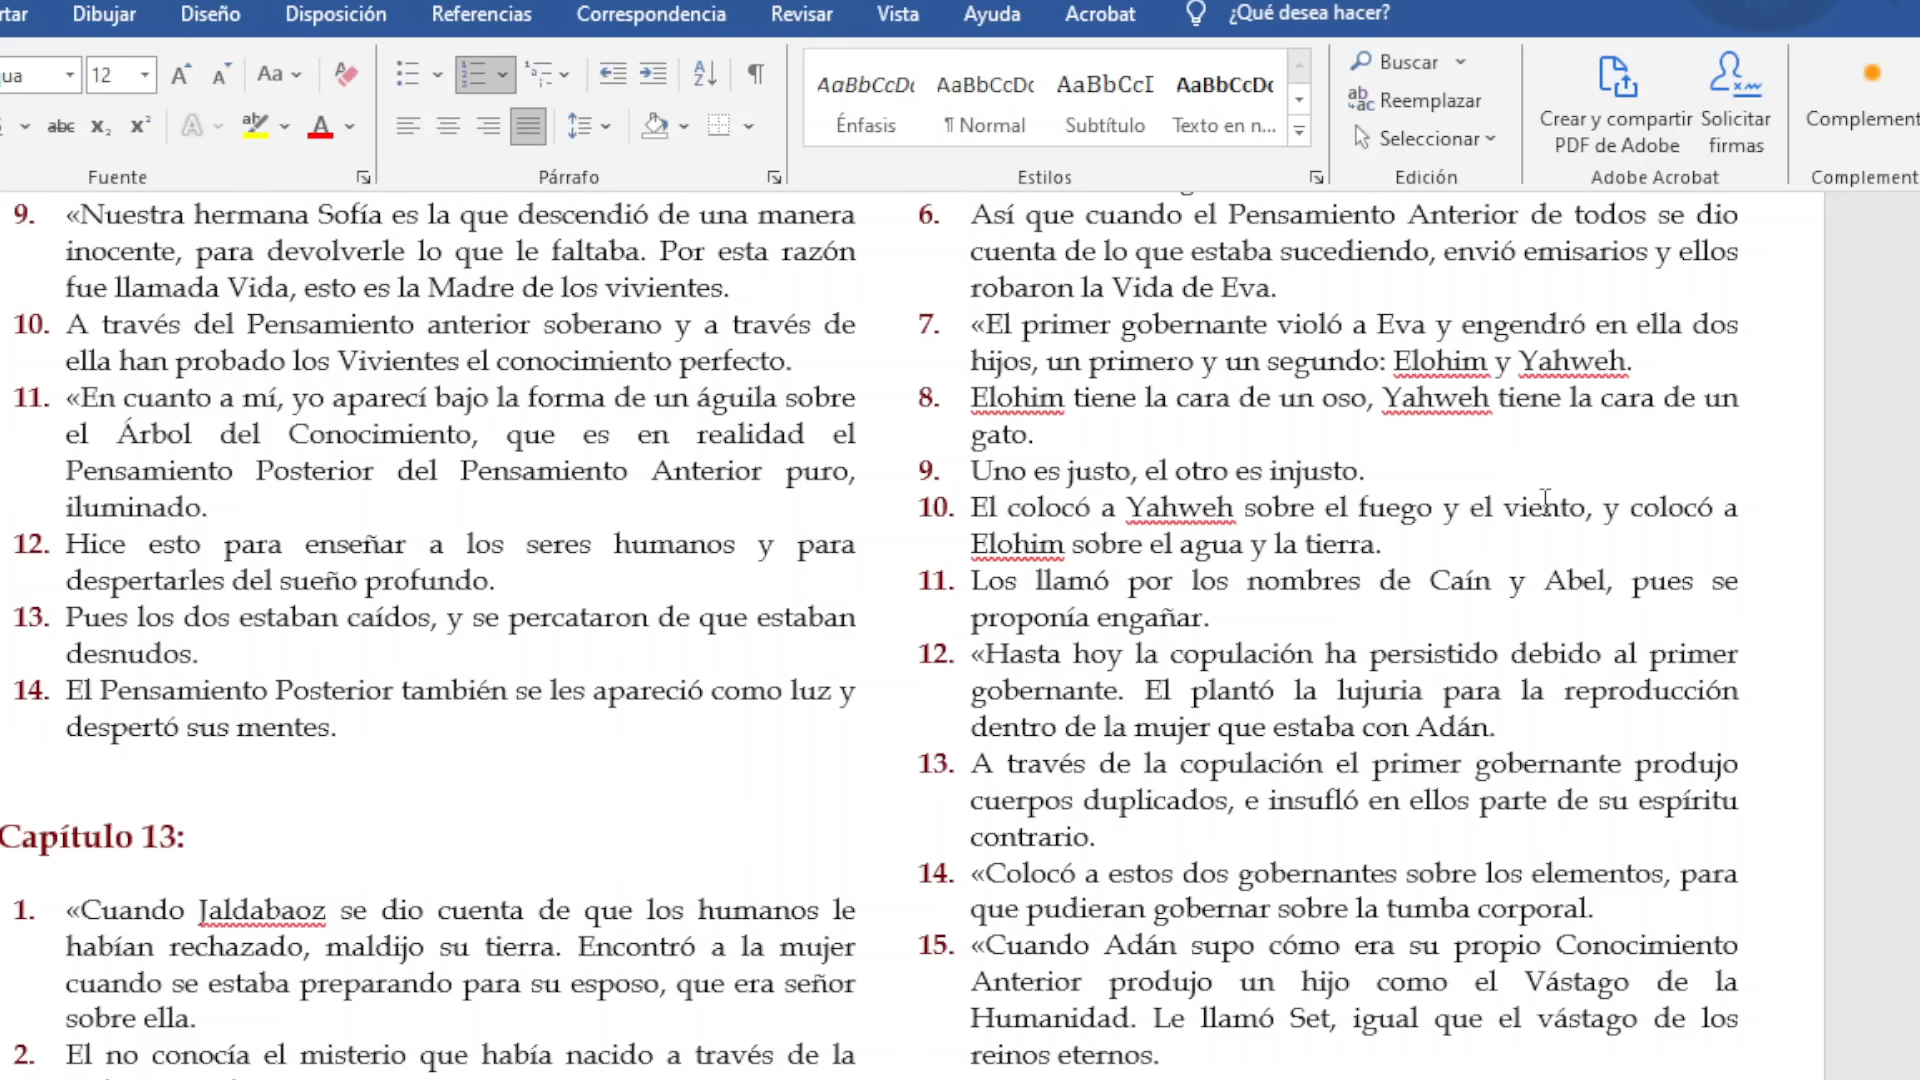 rtar Dibujar Diseño Disposición Referencias Correspondencia Revisar Vista Ayuda Acrobat ¿Qué desea hacer?
ua 12 Aa
AaBbCcDc AaBbCcDc AaBbCcI AaBbCcDc
Énfasis ¶ Normal Subtítulo Texto en n...
Buscar
Reemplazar
Seleccionar
Crear y compartir PDF de Adobe
Solicitar firmas
Complement
Fuente Párrafo Estilos Edición Adobe Acrobat Complement
9. «Nuestra hermana Sofía es la que descendió de una manera
inocente, para devolverle lo que le faltaba. Por esta razón
fue llamada Vida, esto es la Madre de los vivientes.
10. A través del Pensamiento anterior soberano y a través de
ella han probado los Vivientes el conocimiento perfecto.
11. «En cuanto a mí, yo aparecí bajo la forma de un águila sobre
el Árbol del Conocimiento, que es en realidad el
Pensamiento Posterior del Pensamiento Anterior puro,
iluminado.
12. Hice esto para enseñar a los seres humanos y para
despertarles del sueño profundo.
13. Pues los dos estaban caídos, y se percataron de que estaban
desnudos.
14. El Pensamiento Posterior también se les apareció como luz y
despertó sus mentes.
Capítulo 13:
1. «Cuando Jaldabaoz se dio cuenta de que los humanos le
habían rechazado, maldijo su tierra. Encontró a la mujer
cuando se estaba preparando para su esposo, que era señor
sobre ella.
2. El no conocía el misterio que había nacido a través de la
6. Así que cuando el Pensamiento Anterior de todos se dio
cuenta de lo que estaba sucediendo, envió emisarios y ellos
robaron la Vida de Eva.
7. «El primer gobernante violó a Eva y engendró en ella dos
hijos, un primero y un segundo: Elohim y Yahweh.
8. Elohim tiene la cara de un oso, Yahweh tiene la cara de un
gato.
9. Uno es justo, el otro es injusto.
10. El colocó a Yahweh sobre el fuego y el viento, y colocó a
Elohim sobre el agua y la tierra.
11. Los llamó por los nombres de Caín y Abel, pues se
proponía engañar.
12. «Hasta hoy la copulación ha persistido debido al primer
gobernante. El plantó la lujuria para la reproducción
dentro de la mujer que estaba con Adán.
13. A través de la copulación el primer gobernante produjo
cuerpos duplicados, e insufló en ellos parte de su espíritu
contrario.
14. «Colocó a estos dos gobernantes sobre los elementos, para
que pudieran gobernar sobre la tumba corporal.
15. «Cuando Adán supo cómo era su propio Conocimiento
Anterior produjo un hijo como el Vástago de la
Humanidad. Le llamó Set, igual que el vástago de los
reinos eternos.